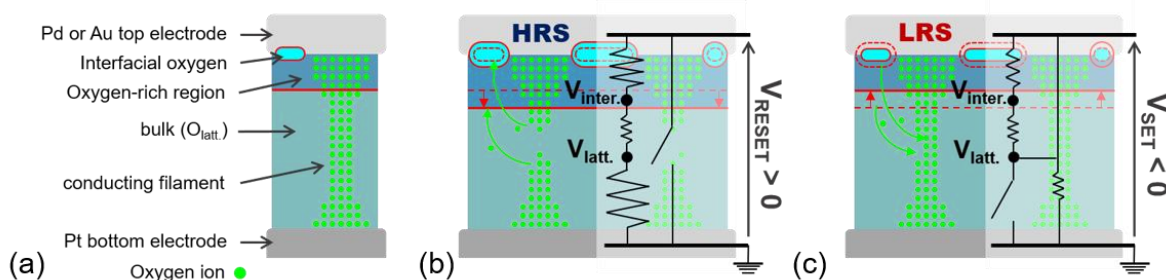 Pd or Au top electrode
Interfacial oxygen
Oxygen-rich region
bulk (Olatt.)
conducting filament
Pt bottom electrode
Oxygen ion
(a)
HRS
Vinter.
Vlatt.
VRESET > 0
(b)
LRS
Vinter.
Vlatt.
VSET < 0
(c)